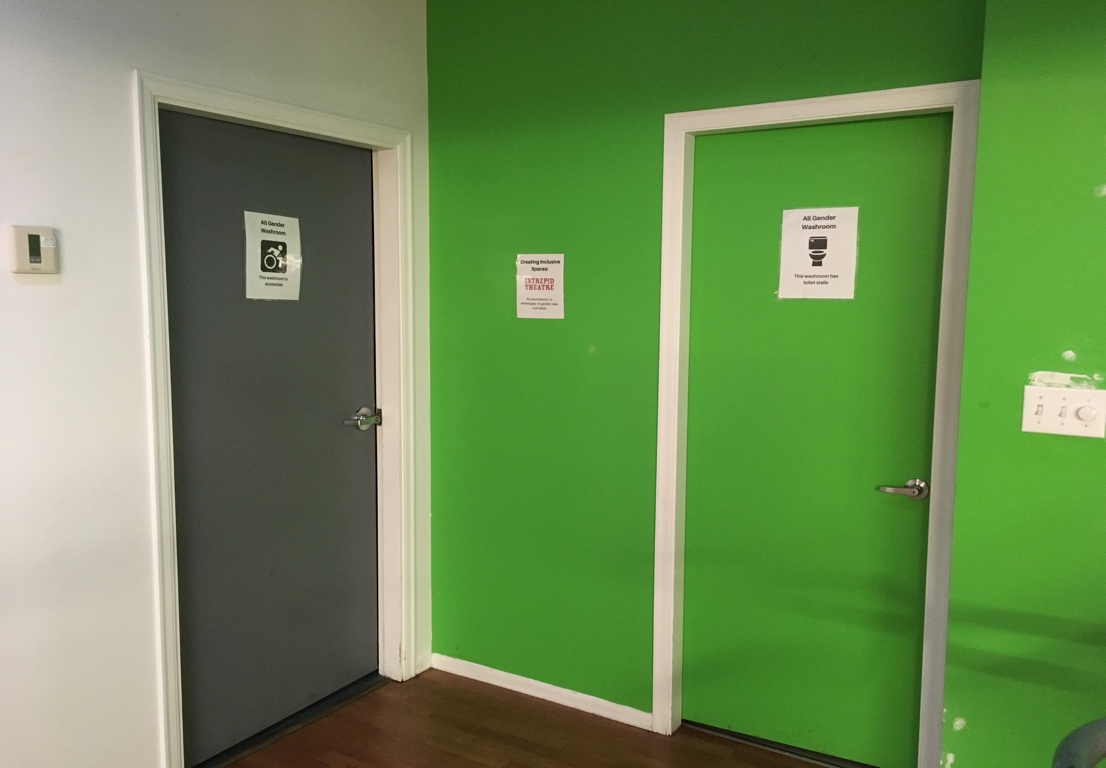 All Gender
Washroom
This washroom is
accessible
Creating Inclusive
Spaces:
INTREPID
THEATRE
All Gender
Washroom
This washroom has
toilet stalls